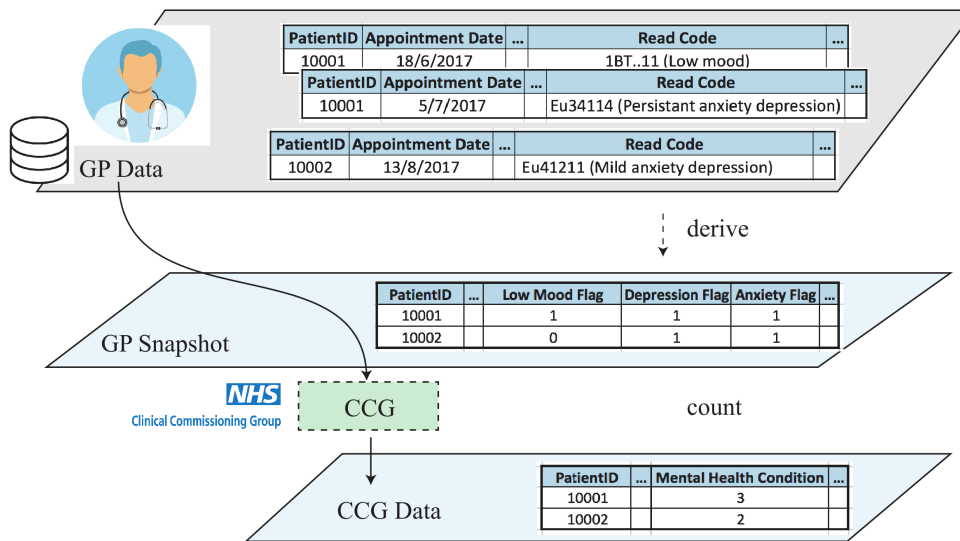 PatientID Appointment Date ... Read Code ...
10001 18/6/2017 1BT..11 (Low mood)
PatientID Appointment Date ... Read Code ...
10001 5/7/2017 Eu34114 (Persistant anxiety depression)
PatientID Appointment Date ... Read Code ...
10002 13/8/2017 Eu41211 (Mild anxiety depression)
GP Data
derive
PatientID ... Low Mood Flag Depression Flag Anxiety Flag ...
10001 1 1 1
10002 0 1 1
GP Snapshot
NHS
Clinical Commissioning Group
CCG
count
PatientID ... Mental Health Condition ...
10001 3
10002 2
CCG Data